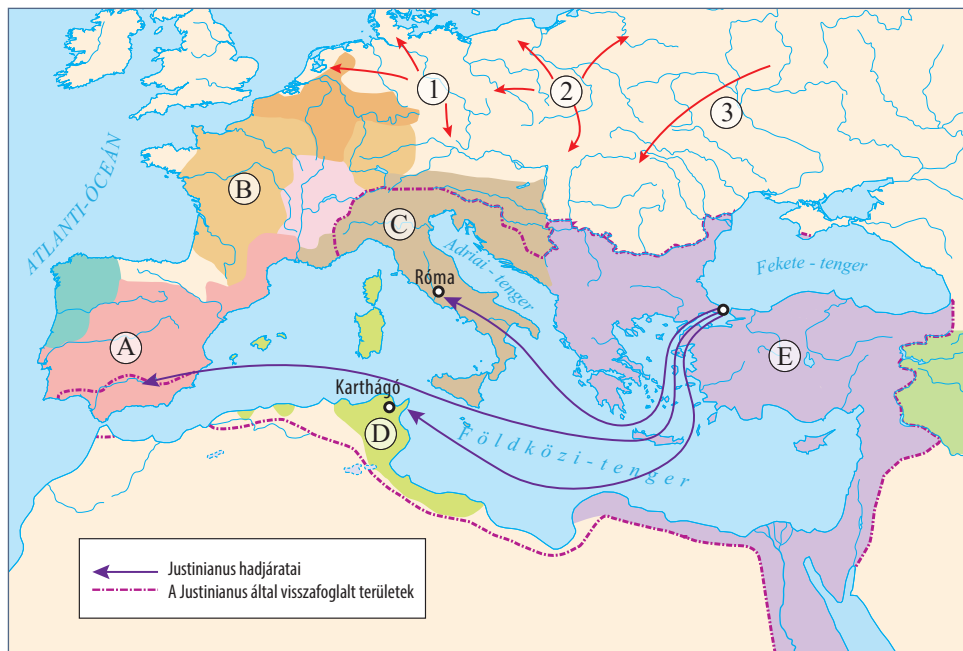 1
2
3
B
ATLANTI-ÓCEÁN
C
Adriai-tenger
Fekete - tenger
Róma
A
E
Karthágó
D
Földközi-tenger
Justinianus hadjáratai
A Justinianus által visszafoglalt területek